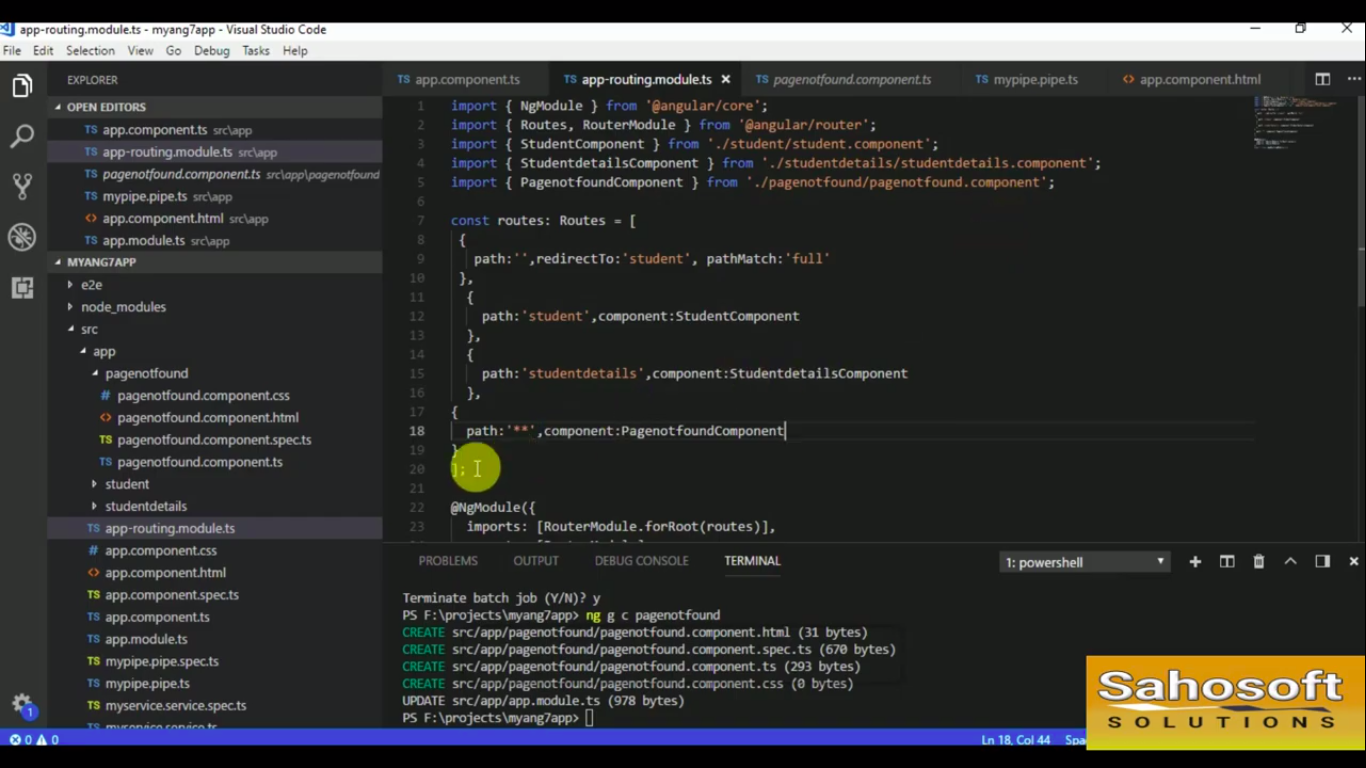 app-routing.module.ts - myang7app - Visual Studio Code
File Edit Selection View Go Debug Tasks Help
EXPLORER
OPEN EDITORS
TS app.component.ts src\app
TS app-routing.module.ts src\app
TS pagenotfound.component.ts src\app\pagenotfound
TS mypipe.pipe.ts src\app
<> app.component.html src\app
TS app.module.ts src\app
MYANG7APP
e2e
node_modules
src
app
pagenotfound
# pagenotfound.component.css
<> pagenotfound.component.html
TS pagenotfound.component.spec.ts
TS pagenotfound.component.ts
student
studentdetails
TS app-routing.module.ts
# app.component.css
<> app.component.html
TS app.component.spec.ts
TS app.component.ts
TS app.module.ts
TS mypipe.pipe.spec.ts
TS mypipe.pipe.ts
TS myservice.service.spec.ts
TS myservice.service.ts
1
TS app.component.ts TS app-routing.module.ts × TS pagenotfound.component.ts TS mypipe.pipe.ts <> app.component.html
1 import { NgModule } from '@angular/core';
2 import { Routes, RouterModule } from '@angular/router';
3 import { StudentComponent } from './student/student.component';
4 import { StudentdetailsComponent } from './studentdetails/studentdetails.component';
5 import { PagenotfoundComponent } from './pagenotfound/pagenotfound.component';
6
7 const routes: Routes = [
8 {
9 path:'',redirectTo:'student', pathMatch:'full'
10 },
11 {
12 path:'student',component:StudentComponent
13 },
14 {
15 path:'studentdetails',component:StudentdetailsComponent
16 },
17 {
18 path:'**',component:PagenotfoundComponent
19 }
20 ];
21
22 @NgModule({
23 imports: [RouterModule.forRoot(routes)],
PROBLEMS OUTPUT DEBUG CONSOLE TERMINAL 1: powershell
Terminate batch job (Y/N)? y
PS F:\projects\myang7app> ng g c pagenotfound
CREATE src/app/pagenotfound/pagenotfound.component.html (31 bytes)
CREATE src/app/pagenotfound/pagenotfound.component.spec.ts (670 bytes)
CREATE src/app/pagenotfound/pagenotfound.component.ts (293 bytes)
CREATE src/app/pagenotfound/pagenotfound.component.css (0 bytes)
UPDATE src/app/app.module.ts (978 bytes)
PS F:\projects\myang7app>
0 0 Ln 18, Col 44
Sahosoft
SOLUTIONS